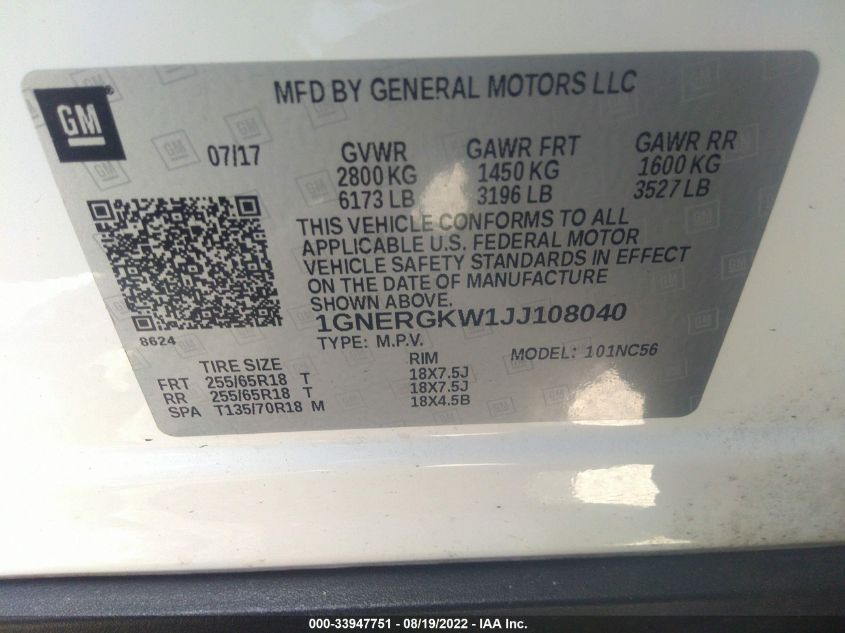 MFD BY GENERAL MOTORS LLC
GM®
07/17 GVWR GAWR FRT GAWR RR
2800 KG 1450 KG 1600 KG
6173 LB 3196 LB 3527 LB
THIS VEHICLE CONFORMS TO ALL
APPLICABLE U.S. FEDERAL MOTOR
VEHICLE SAFETY STANDARDS IN EFFECT
ON THE DATE OF MANUFACTURE
SHOWN ABOVE.
1GNERGKW1JJ108040
8624
TYPE: M.P.V. MODEL: 101NC56
TIRE SIZE RIM
FRT 255/65R18 T 18X7.5J
RR 255/65R18 T 18X7.5J
SPA T135/70R18 M 18X4.5B
000-33947751 - 08/19/2022 - IAA Inc.